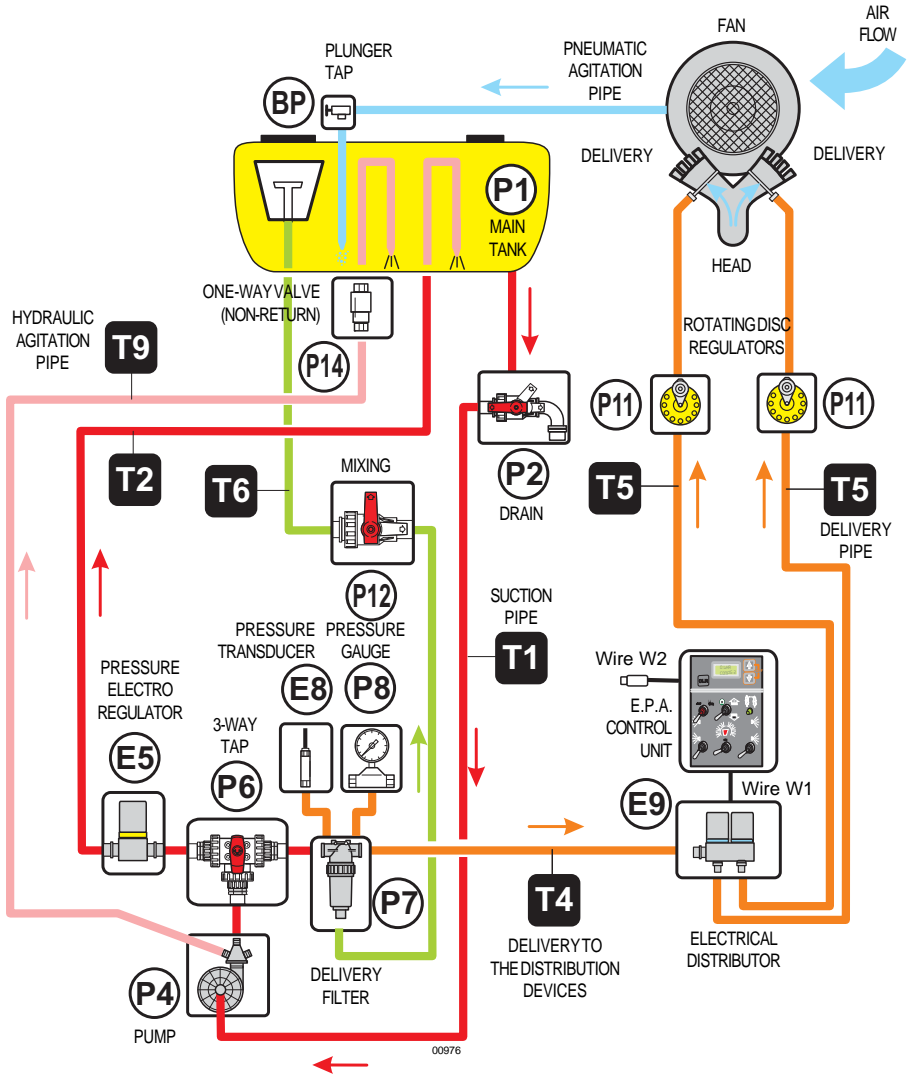 FAN
AIR
FLOW
PLUNGER
TAP
PNEUMATIC
AGITATION
PIPE
BP
DELIVERY
DELIVERY
P1
MAIN
TANK
HEAD
ONE-WAY VALVE
(NON-RETURN)
HYDRAULIC
AGITATION
PIPE
T9
P14
ROTATING DISC
REGULATORS
P11
P11
T2
T6
MIXING
P2
DRAIN
T5
T5
DELIVERY
PIPE
P12
SUCTION
PIPE
T1
PRESSURE
TRANSDUCER
PRESSURE
GAUGE
E8
P8
Wire W2
E.P.A.
CONTROL
UNIT
PRESSURE
ELECTRO
REGULATOR
E5
3-WAY
TAP
P6
Wire W1
E9
P7
T4
DELIVERY TO
THE DISTRIBUTION
DEVICES
ELECTRICAL
DISTRIBUTOR
DELIVERY
FILTER
P4
PUMP
00976